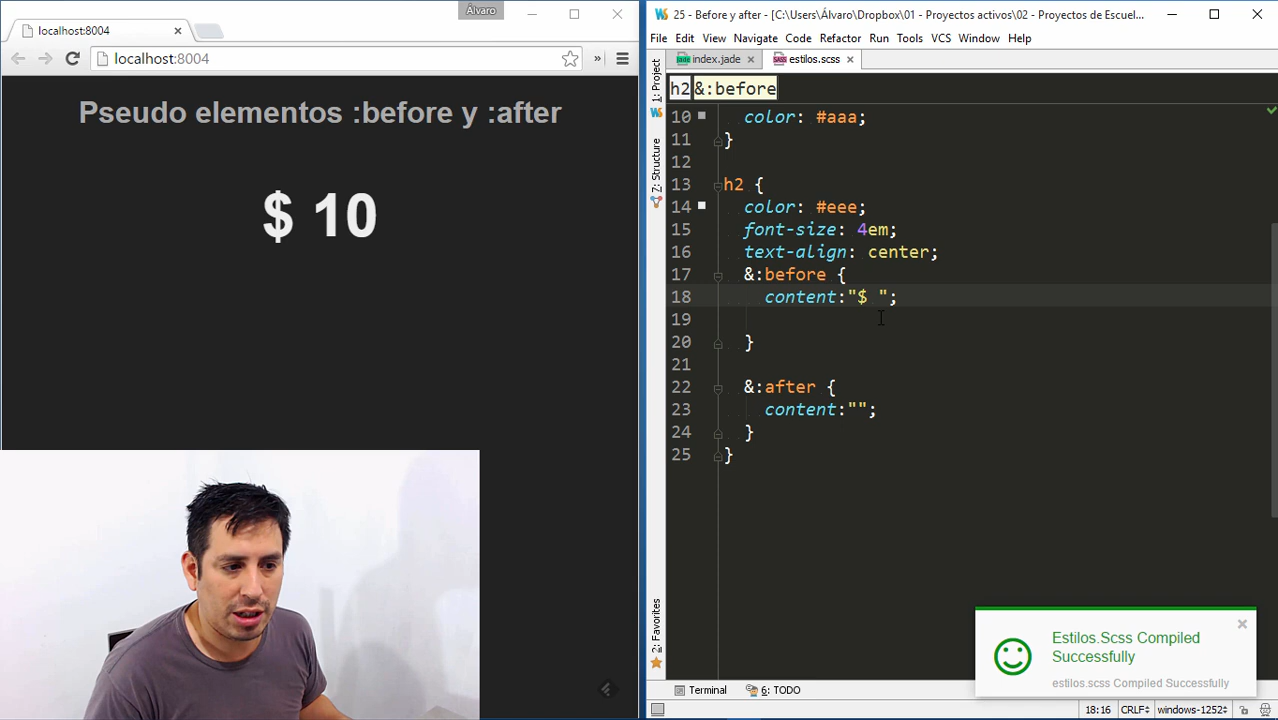 Álvaro
localhost:8004
localhost:8004
»
Pseudo elementos :before y :after
$ 10
25 - Before y after - [C:\Users\Álvaro\Dropbox\01 - Proyectos activos\02 - Proyectos de Escuel...
File Edit View Navigate Code Refactor Run Tools VCS Window Help
index.jade
estilos.scss
h2 &:before
1: Project
Z: Structure
2: Favorites
10 color: #aaa;
11 }
12
13 h2 {
14 color: #eee;
15 font-size: 4em;
16 text-align: center;
17 &:before {
18 content:"$ ";
19
20 }
21
22 &:after {
23 content:"";
24 }
25 }
Estilos.Scss Compiled
Successfully
estilos.scss Compiled Successfully
Terminal
6: TODO
18:16 CRLF windows-1252